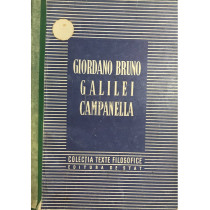 GIORDANO BRUNO
GALILEI
CAMPANELLA
COLECȚIA TEXTE FILOSOFICE
EDITURA DE STAT